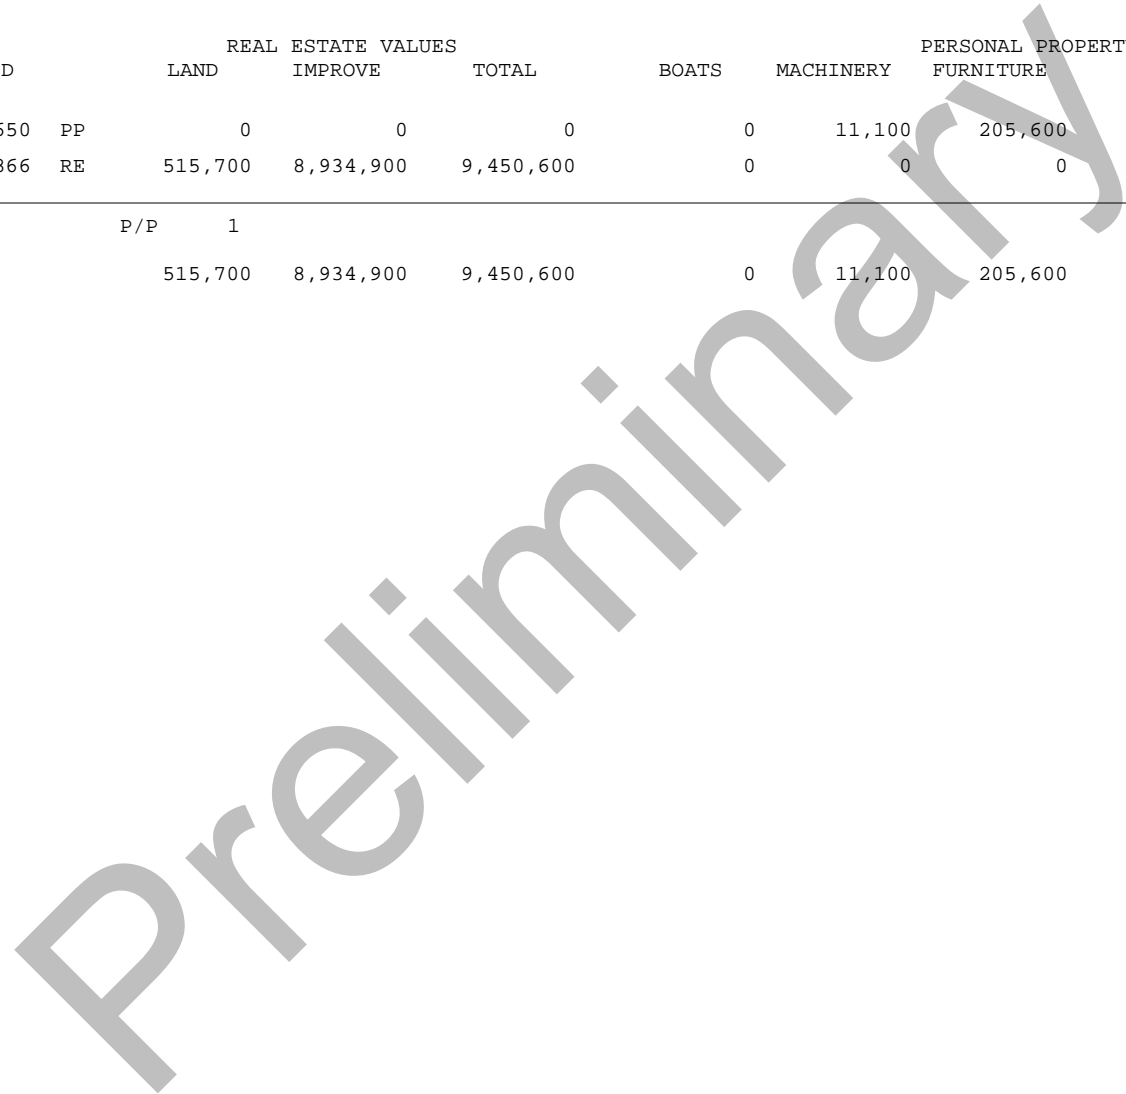 REAL ESTATE VALUES PERSONAL PROPERT
D LAND IMPROVE TOTAL BOATS MACHINERY FURNITURE
550 PP 0 0 0 0 11,100 205,600
366 RE 515,700 8,934,900 9,450,600 0 0 0
P/P 1
515,700 8,934,900 9,450,600 0 11,100 205,600
Preliminary